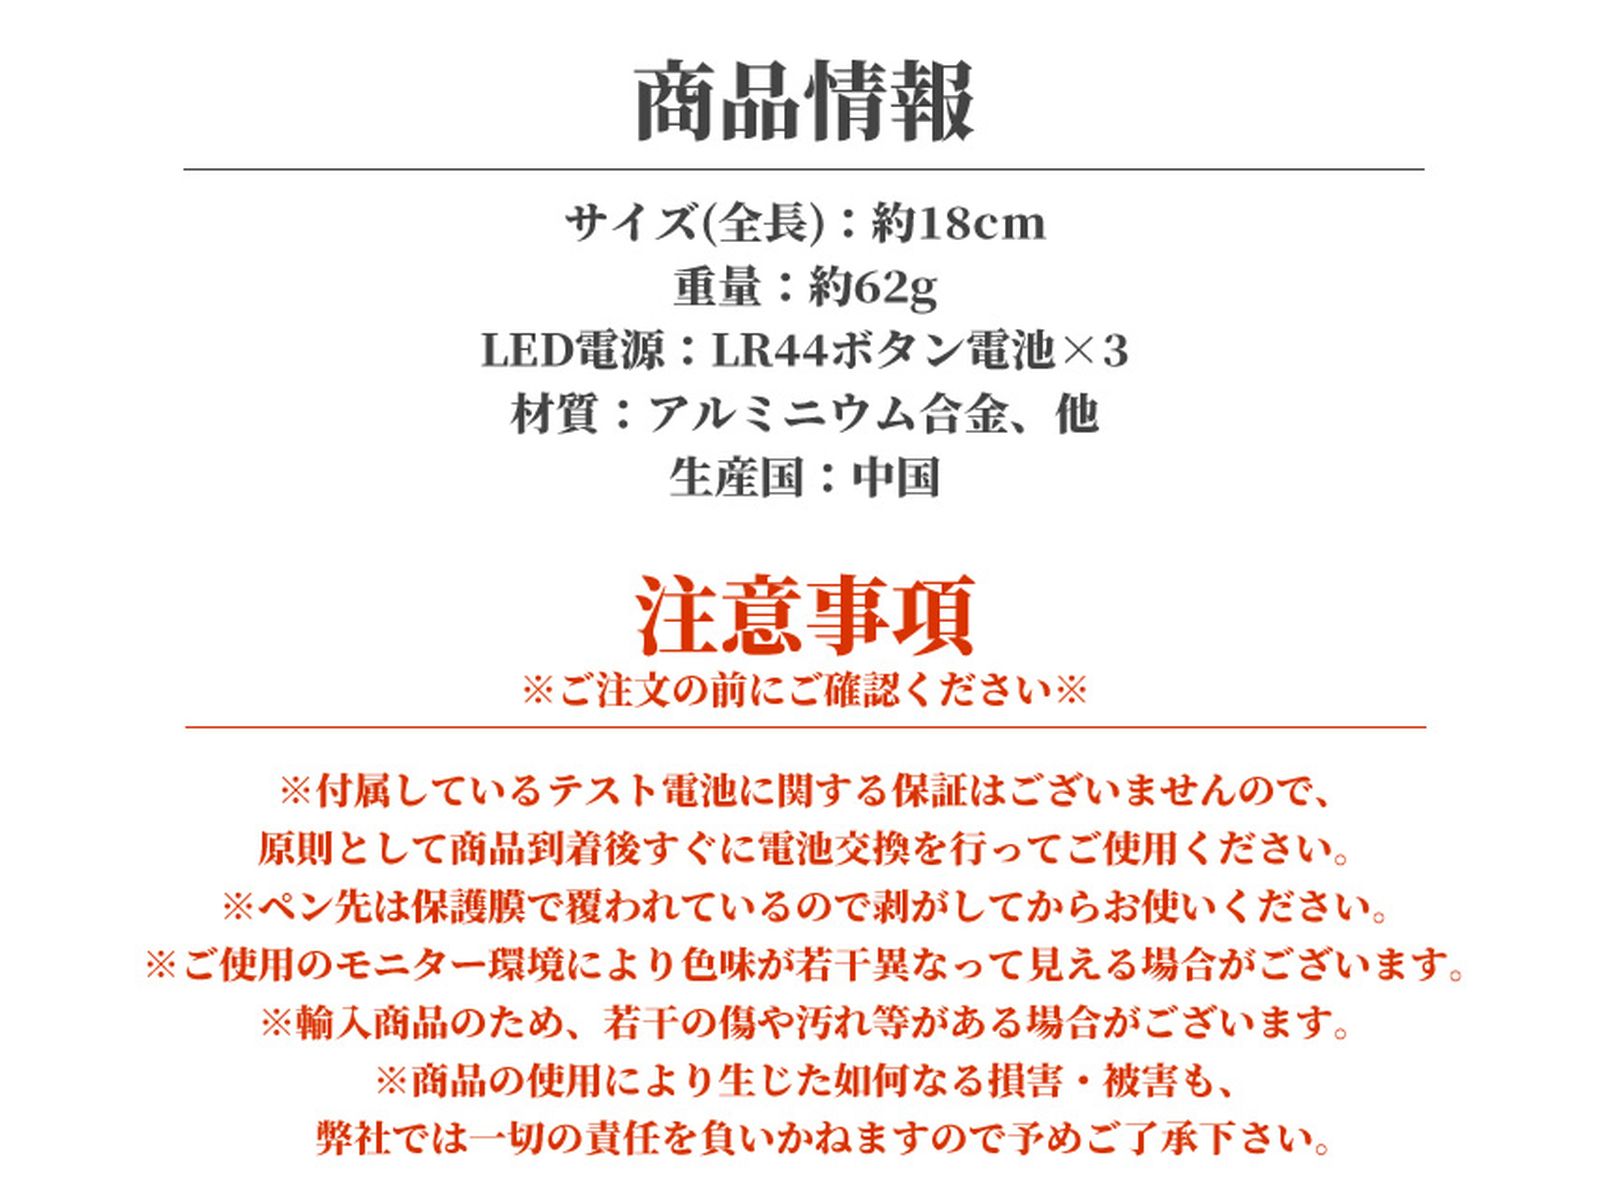 商品情報
サイズ(全長)：約18cm
重量：約62g
LED電源：LR44ボタン電池×3
材質：アルミニウム合金、他
生産国：中国
注意事項
※ご注文の前にご確認ください※
※付属しているテスト電池に関する保証はございませんので、
原則として商品到着後すぐに電池交換を行ってご使用ください。
※ペン先は保護膜で覆われているので剥がしてからお使いください。
※ご使用のモニター環境により色味が若干異なって見える場合がございます。
※輸入商品のため、若干の傷や汚れ等がある場合がございます。
※商品の使用により生じた如何なる損害・被害も、
弊社では一切の責任を負いかねますので予めご了承下さい。